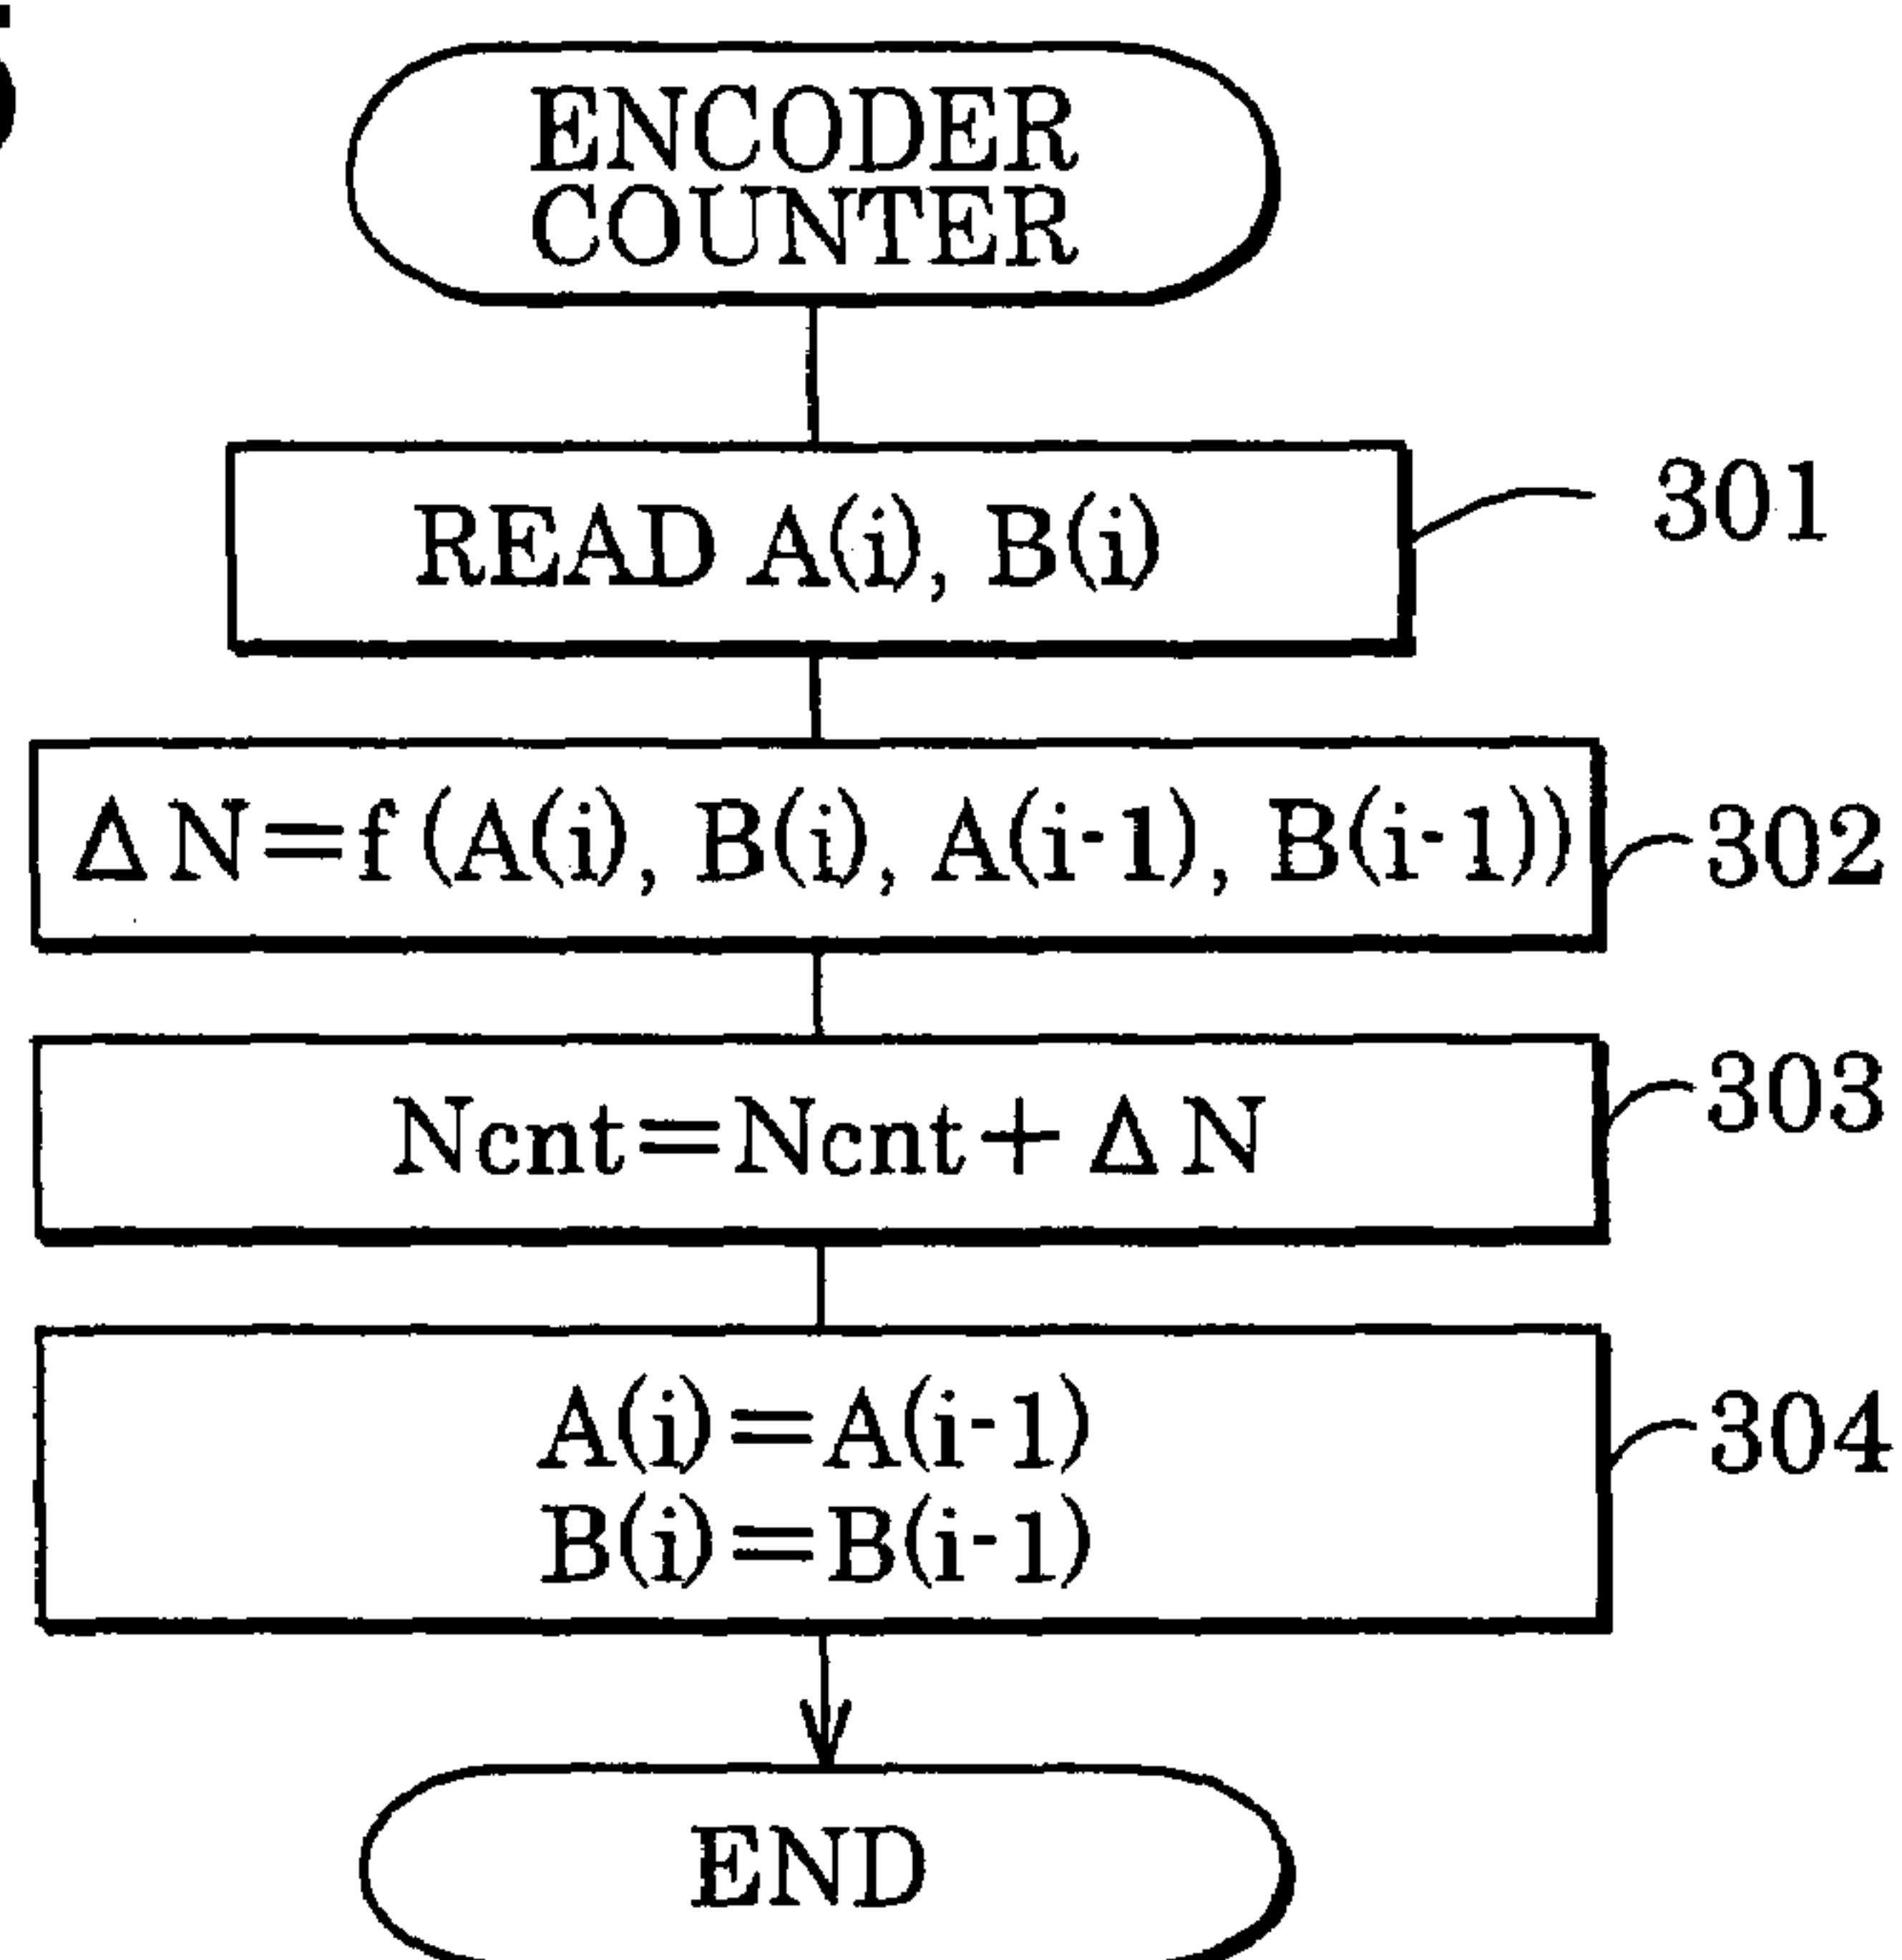 ENCODER
COUNTER
READ A(i), B(i)
301
ΔN=f (A(i), B(i), A(i-1), B(i-1))
302
Ncnt=Ncnt+ΔN
303
A(i)=A(i-1)
B(i)=B(i-1)
304
END